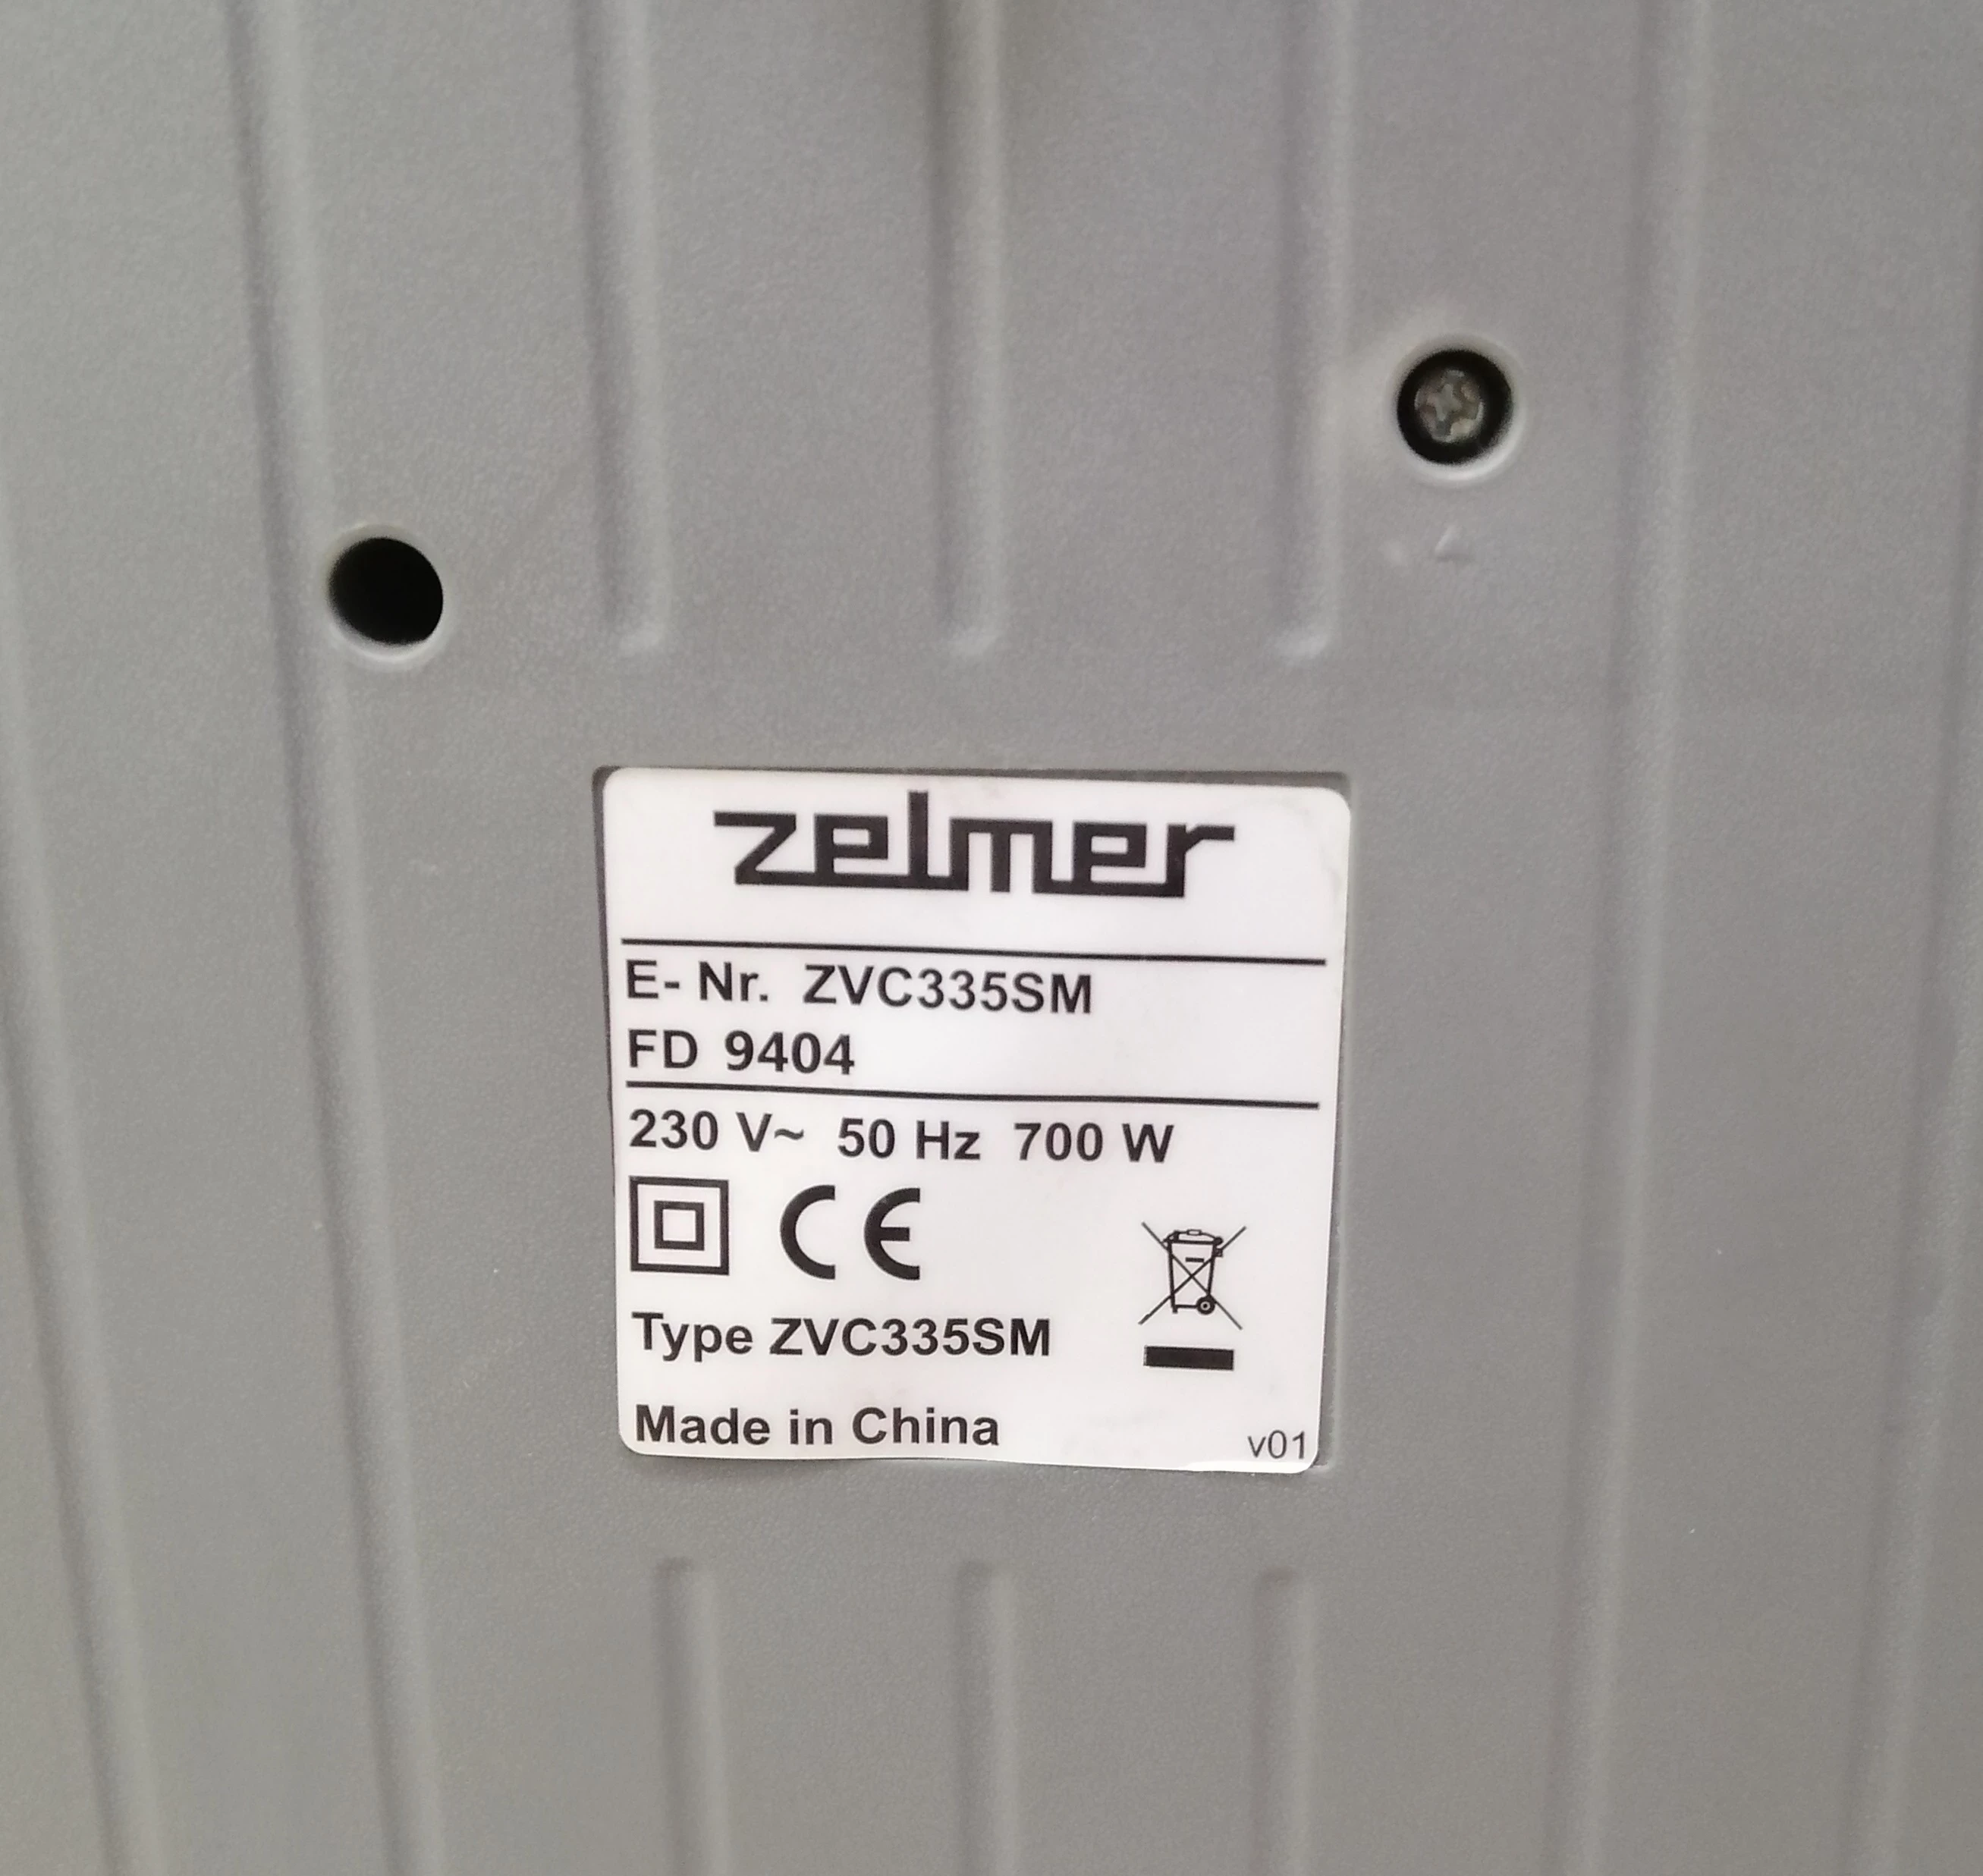 zelmer
E- Nr. ZVC335SM
FD 9404
230 V~ 50 Hz 700 W
CE
Type ZVC335SM
Made in China
v01